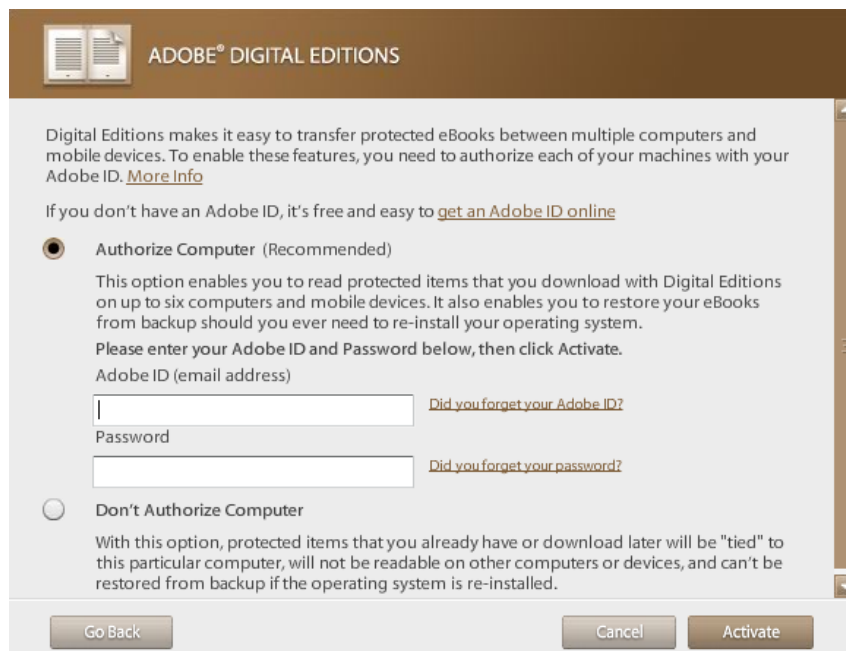 ADOBE® DIGITAL EDITIONS
Digital Editions makes it easy to transfer protected eBooks between multiple computers and
mobile devices. To enable these features, you need to authorize each of your machines with your
Adobe ID. More Info
If you don't have an Adobe ID, it's free and easy to get an Adobe ID online
Authorize Computer (Recommended)
This option enables you to read protected items that you download with Digital Editions
on up to six computers and mobile devices. It also enables you to restore your eBooks
from backup should you ever need to re-install your operating system.
Please enter your Adobe ID and Password below, then click Activate.
Adobe ID (email address)
Did you forget your Adobe ID?
Password
Did you forget your password?
Don't Authorize Computer
With this option, protected items that you already have or download later will be "tied" to
this particular computer, will not be readable on other computers or devices, and can't be
restored from backup if the operating system is re-installed.
Go Back Cancel Activate